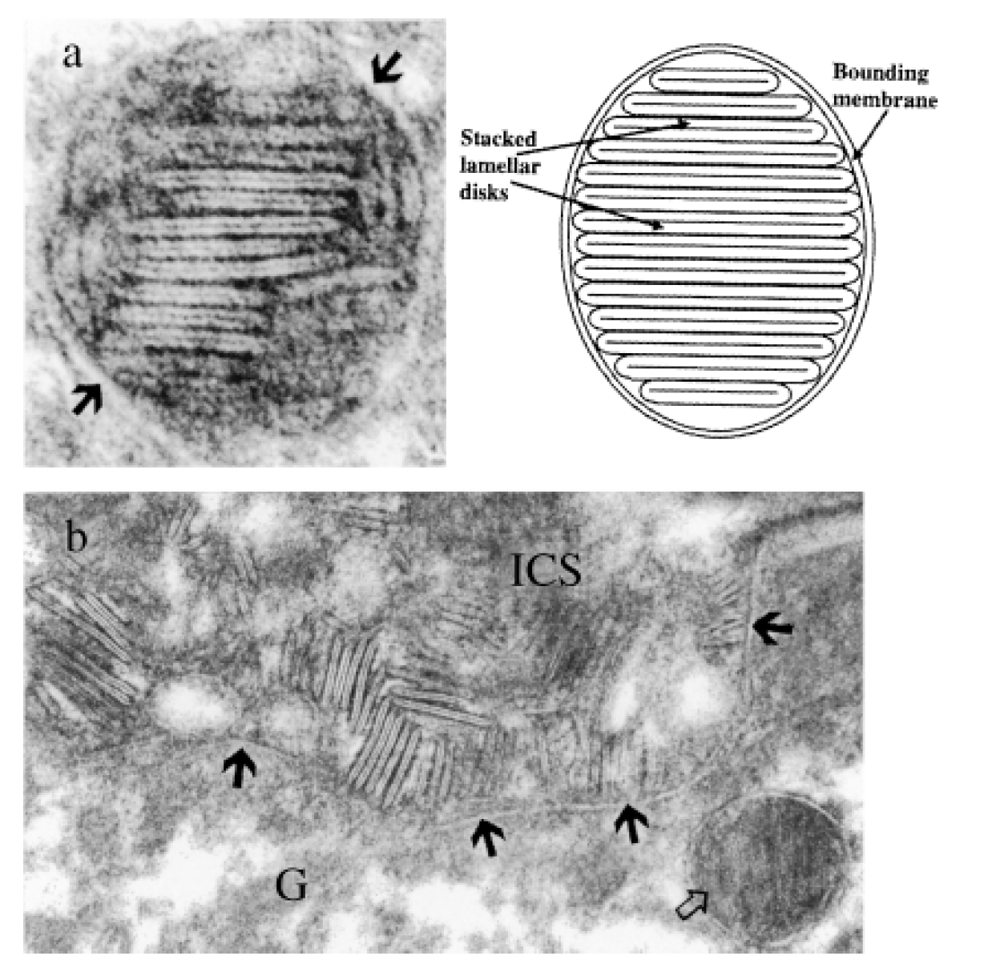 a
Bounding
membrane
Stacked
lamellar
disks
b
ICS
G